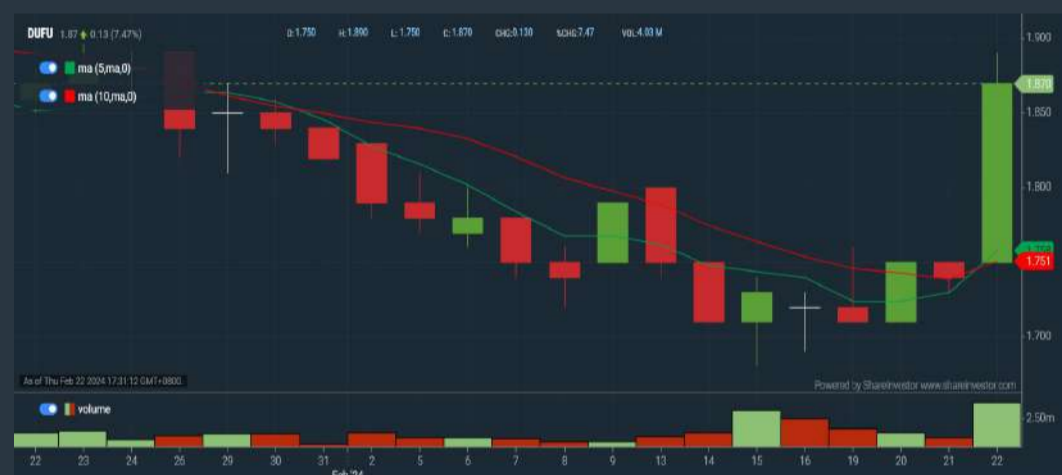 DUFU 1.87 0.13 (7.47%) O:1.750 H:1.890 L:1.750 C:1.870 CHG:0.130 %CHG:7.47 VOL:4.03 M
ma (5,ma,0)
ma (10,ma,0)
1.900
1.870
1.850
1.800
1.751
1.700
As of Thu Feb 22 2024 17:31:12 GMT+0800.
Powered by ShareInvestor www.shareinvestor.com
volume
2.50m
22 23 24 26 29 30 31 2 5 6 7 8 9 13 14 15 16 19 20 21 22
Feb '24